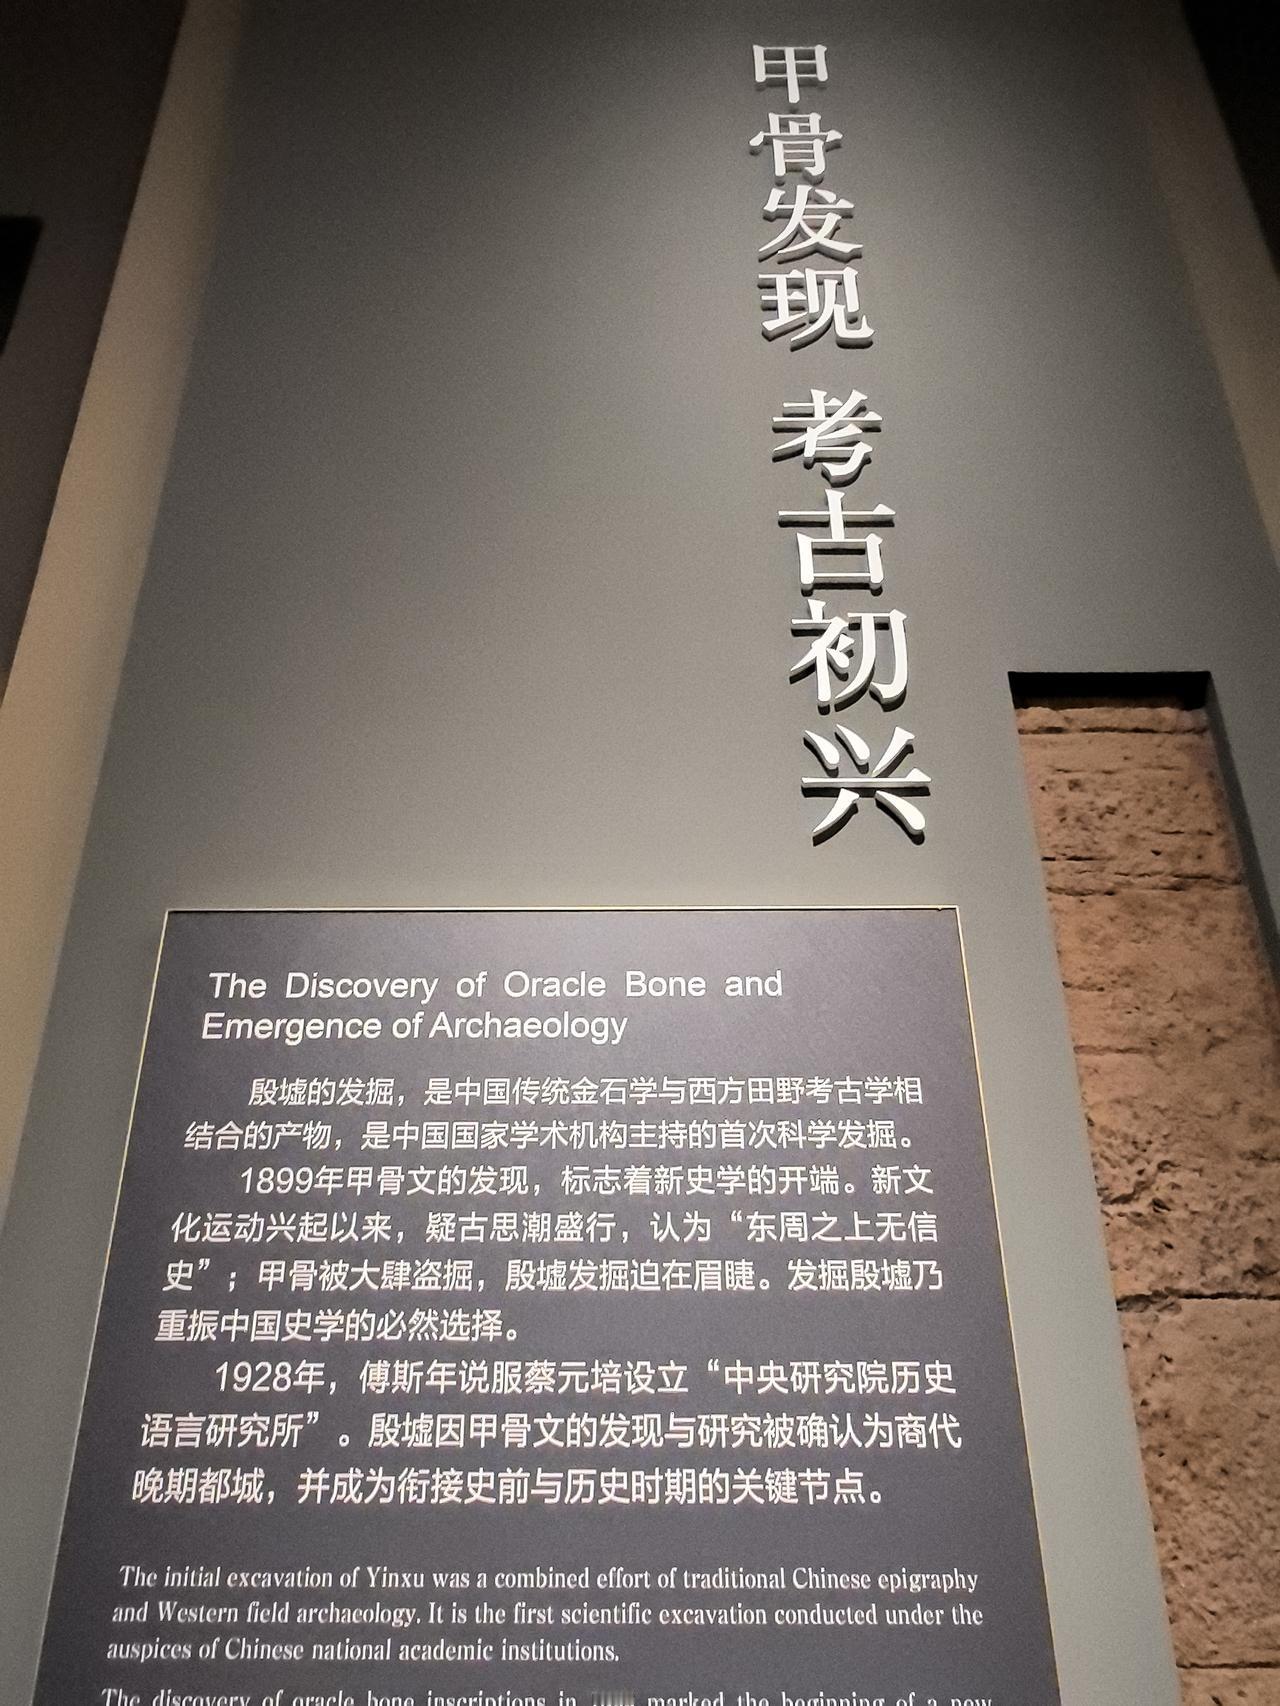 甲骨发现 考古初兴
The Discovery of Oracle Bone and
Emergence of Archaeology
殷墟的发掘，是中国传统金石学与西方田野考古学相
结合的产物，是中国国家学术机构主持的首次科学发掘。
1899年甲骨文的发现，标志着新史学的开端。新文
化运动兴起以来，疑古思潮盛行，认为“东周之上无信
史”；甲骨被大肆盗掘，殷墟发掘迫在眉睫。发掘殷墟乃
重振中国史学的必然选择。
1928年，傅斯年说服蔡元培设立“中央研究院历史
语言研究所”。殷墟因甲骨文的发现与研究被确认为商代
晚期都城，并成为衔接史前与历史时期的关键节点。
The initial excavation of Yinxu was a combined effort of traditional Chinese epigraphy
and Western field archaeology. It is the first scientific excavation conducted under the
auspices of Chinese national academic institutions.
The discovery of oracle bone inscriptions in marked the beginning of a new